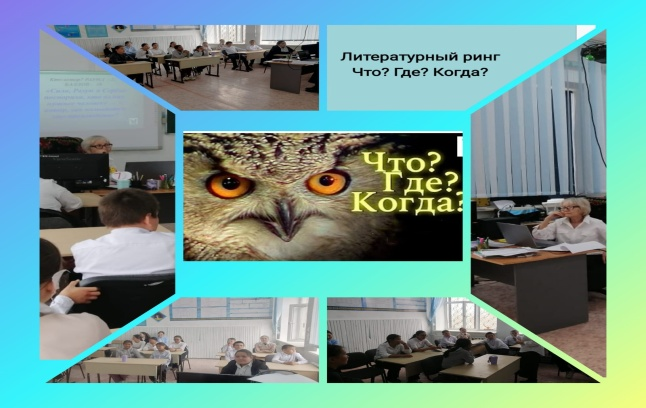 Литературный ринг
Что? Где? Когда?
Что?
Где?
Когда?